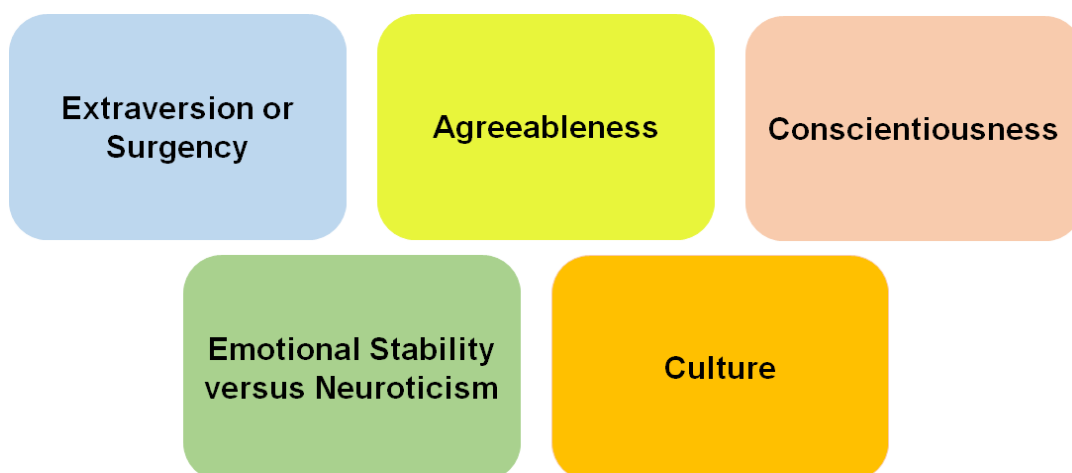 Extraversion or
Surgency
Agreeableness
Conscientiousness
Emotional Stability
versus Neuroticism
Culture